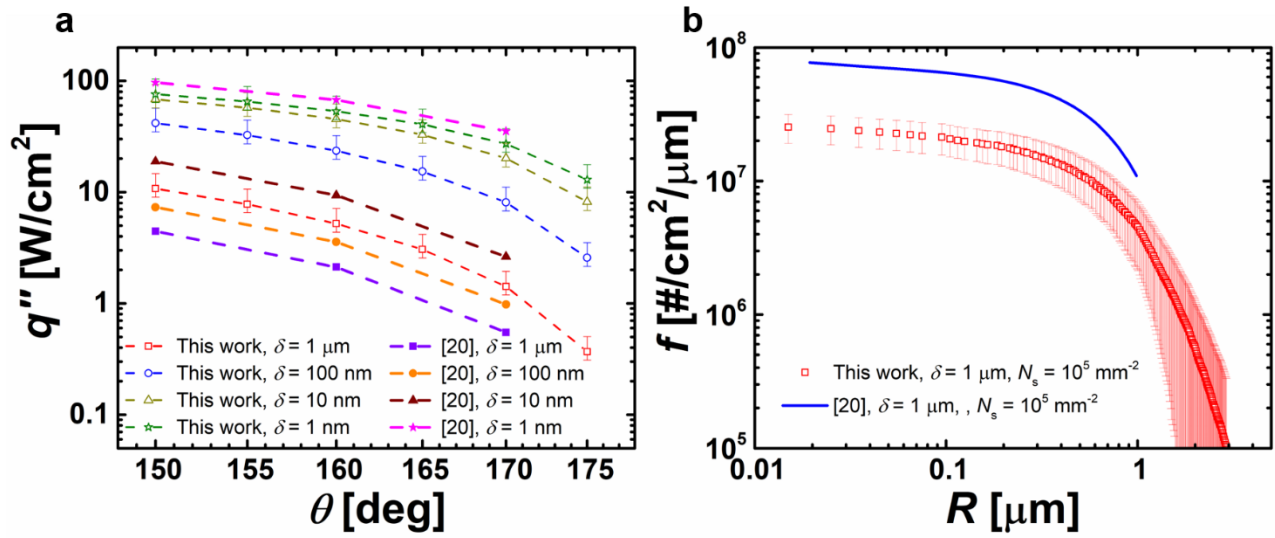 a
q″ [W/cm²]
100
10
1
0.1
150 155 160 165 170 175
θ [deg]
This work, δ = 1 μm
This work, δ = 100 nm
This work, δ = 10 nm
This work, δ = 1 nm
[20], δ = 1 μm
[20], δ = 100 nm
[20], δ = 10 nm
[20], δ = 1 nm
b
f [#/cm²/μm]
10⁸
10⁷
10⁶
10⁵
0.01 0.1 1
R [μm]
This work, δ = 1 μm, Nₛ = 10⁵ mm⁻²
[20], δ = 1 μm, , Nₛ = 10⁵ mm⁻²